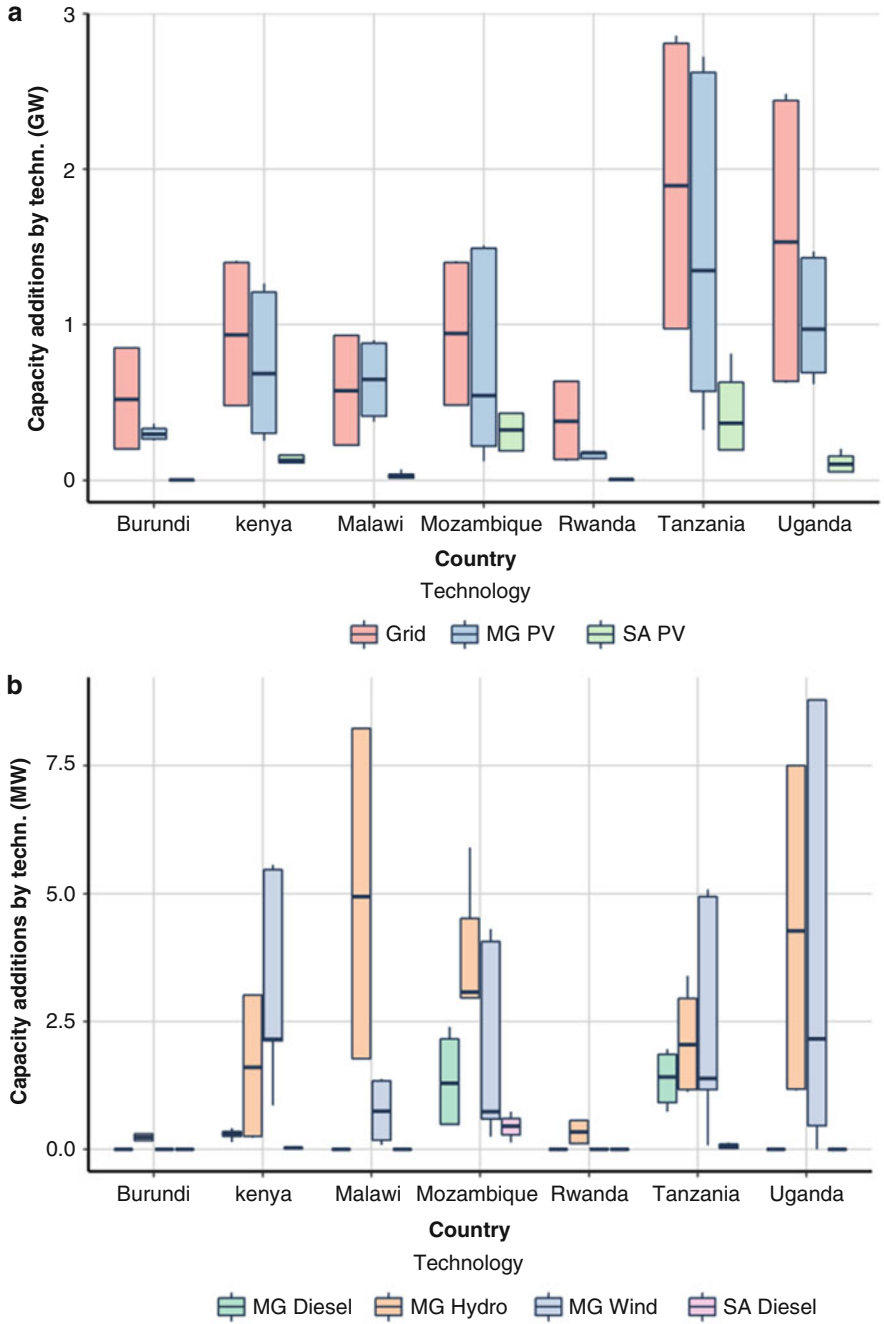 a
Capacity additions by techn. (GW)
3
2
1
0
Burundi kenya Malawi Mozambique Rwanda Tanzania Uganda
Country
Technology
Grid MG PV SA PV
b
Capacity additions by techn. (MW)
7.5
5.0
2.5
0.0
Burundi kenya Malawi Mozambique Rwanda Tanzania Uganda
Country
Technology
MG Diesel MG Hydro MG Wind SA Diesel